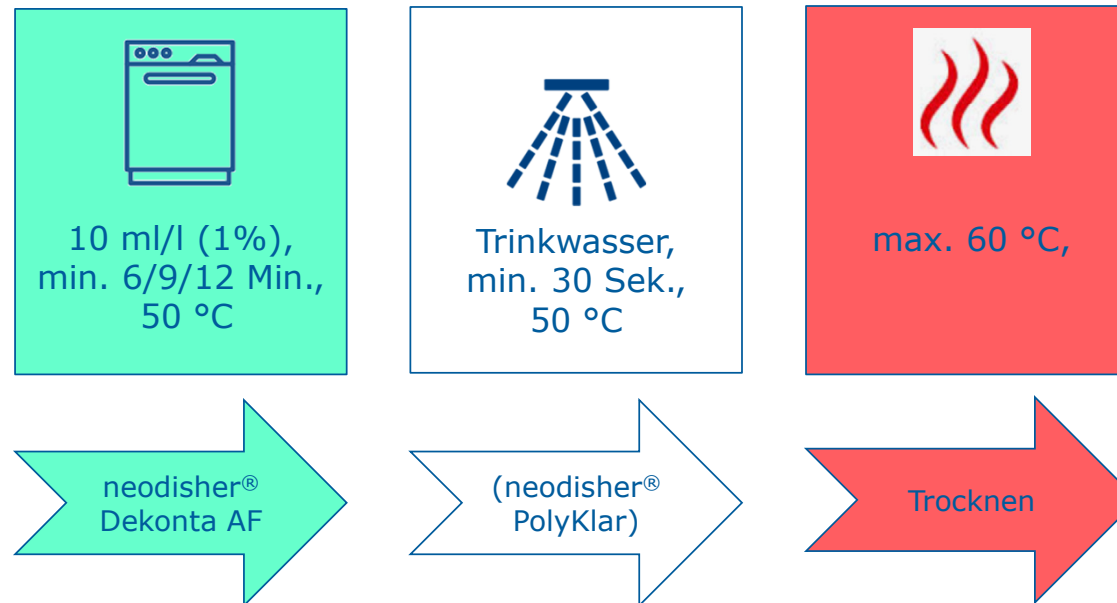 10 ml/l (1%),
min. 6/9/12 Min.,
50 °C
Trinkwasser,
min. 30 Sek.,
50 °C
max. 60 °C,
neodisher®
Dekonta AF
(neodisher®
PolyKlar)
Trocknen